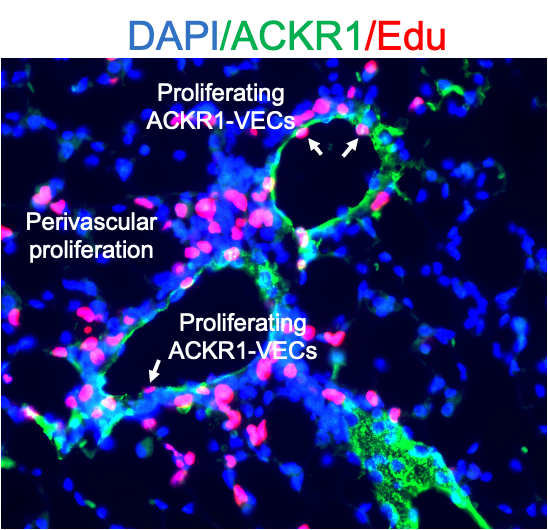 DAPI/ACKR1/Edu
Proliferating
ACKR1-VECs
Perivascular
proliferation
Proliferating
ACKR1-VECs